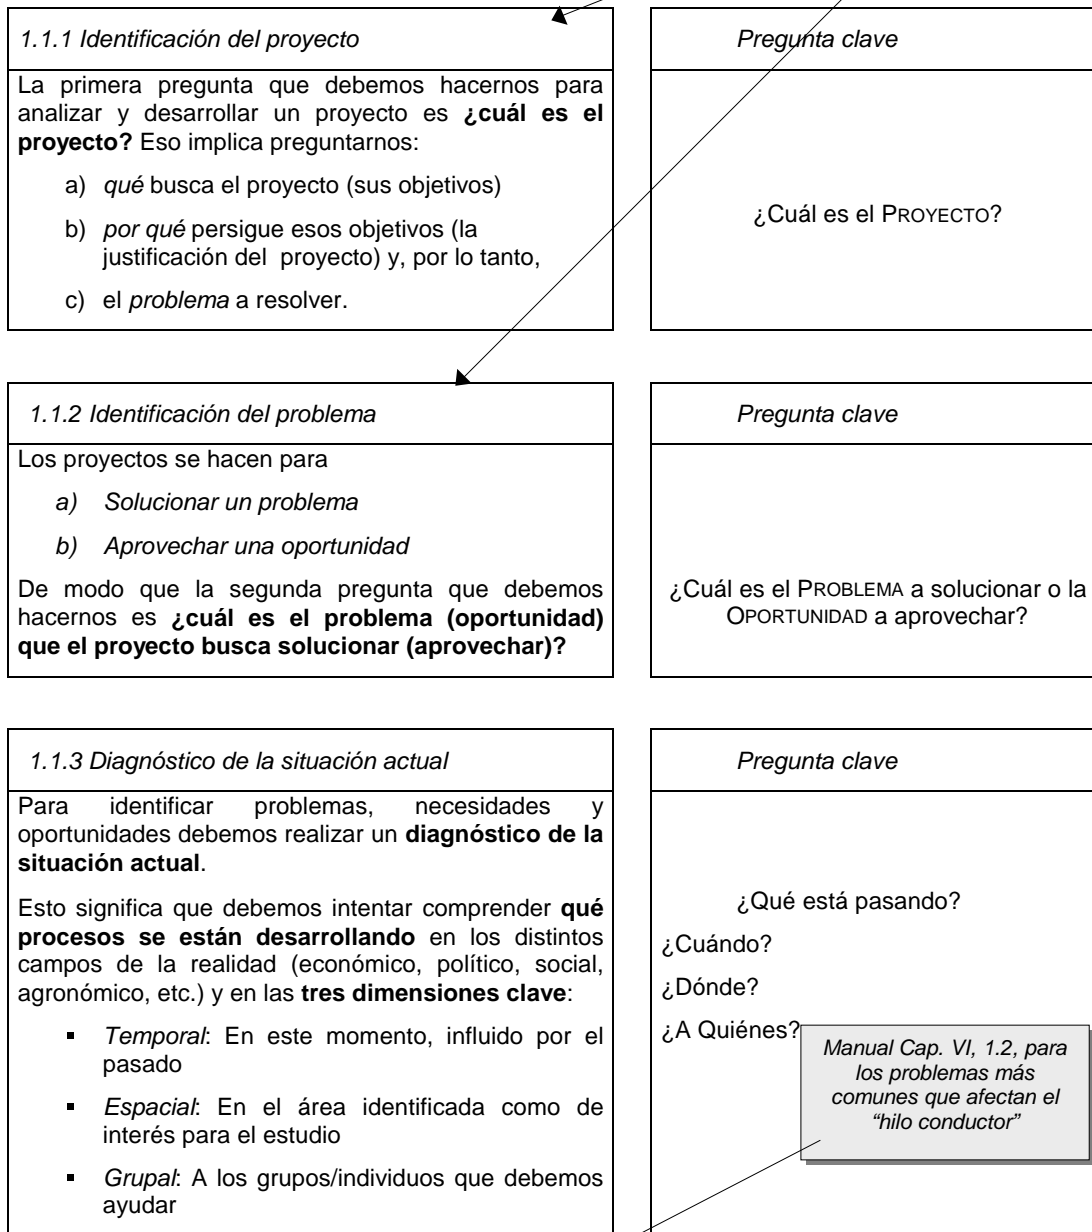 1.1.1 Identificación del proyecto
Pregunta clave
La primera pregunta que debemos hacernos para
analizar y desarrollar un proyecto es ¿cuál es el
proyecto? Eso implica preguntarnos:
a) qué busca el proyecto (sus objetivos)
b) por qué persigue esos objetivos (la
justificación del proyecto) y, por lo tanto,
c) el problema a resolver.
¿Cuál es el PROYECTO?
1.1.2 Identificación del problema
Pregunta clave
Los proyectos se hacen para
a) Solucionar un problema
b) Aprovechar una oportunidad
De modo que la segunda pregunta que debemos
hacernos es ¿cuál es el problema (oportunidad)
que el proyecto busca solucionar (aprovechar)?
¿Cuál es el PROBLEMA a solucionar o la
OPORTUNIDAD a aprovechar?
1.1.3 Diagnóstico de la situación actual
Pregunta clave
Para identificar problemas, necesidades y
oportunidades debemos realizar un diagnóstico de la
situación actual.
Esto significa que debemos intentar comprender qué
procesos se están desarrollando en los distintos
campos de la realidad (económico, político, social,
agronómico, etc.) y en las tres dimensiones clave:
▪ Temporal: En este momento, influido por el
pasado
▪ Espacial: En el área identificada como de
interés para el estudio
▪ Grupal: A los grupos/individuos que debemos
ayudar
¿Qué está pasando?
¿Cuándo?
¿Dónde?
¿A Quiénes?
Manual Cap. VI, 1.2, para
los problemas más
comunes que afectan el
“hilo conductor”